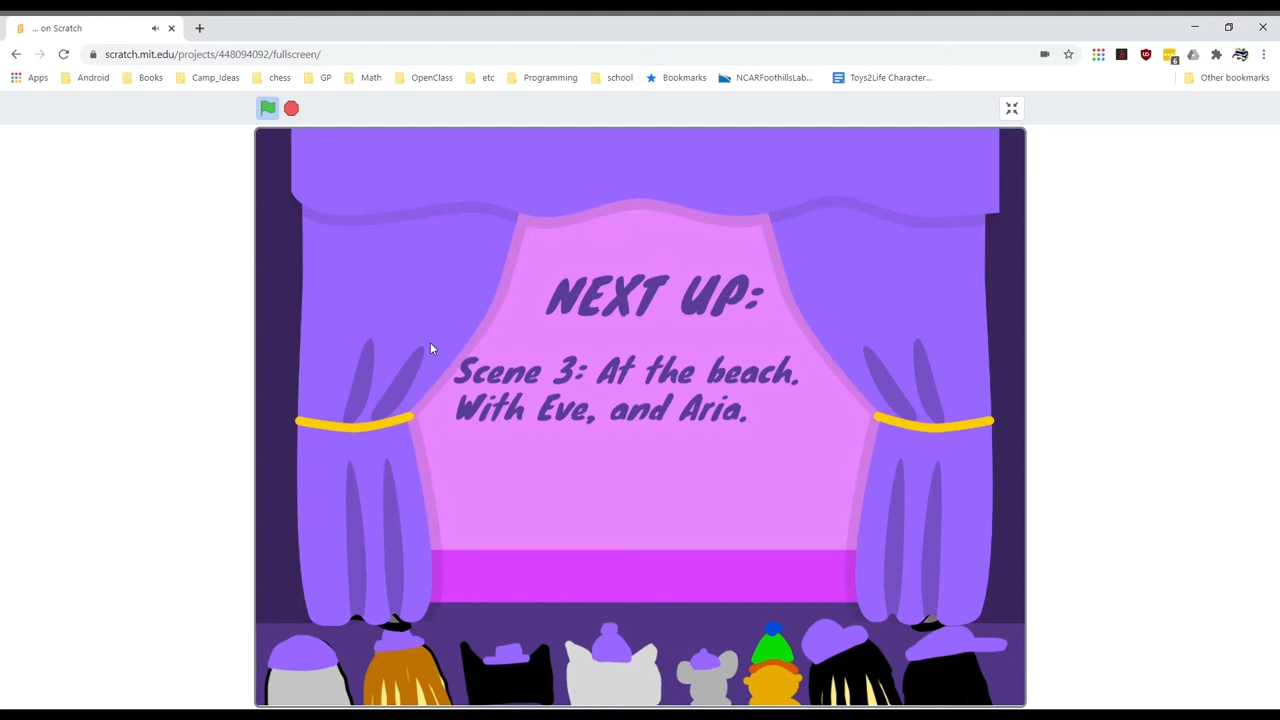 ... on Scratch
scratch.mit.edu/projects/448094092/fullscreen/
Apps Android Books Camp_Ideas chess GP Math OpenClass etc Programming school Bookmarks NCARFoothillsLab... Toys2Life Character... Other bookmarks
6
NEXT UP:
Scene 3: At the beach.
With Eve, and Aria.